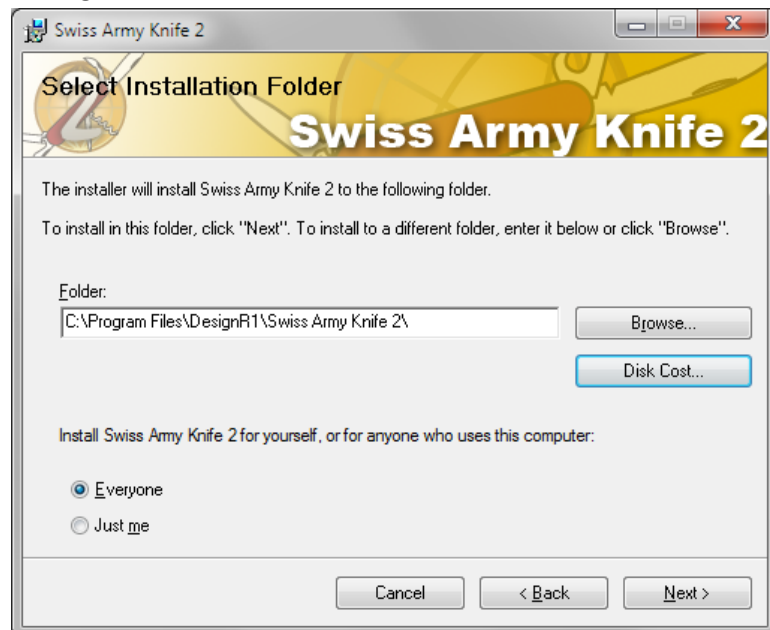 Swiss Army Knife 2
Select Installation Folder
Swiss Army Knife 2
2
The installer will install Swiss Army Knife 2 to the following folder.
To install in this folder, click "Next". To install to a different folder, enter it below or click "Browse".
Folder:
C:\Program Files\DesignR1\Swiss Army Knife 2\
Browse...
Disk Cost...
Install Swiss Army Knife 2 for yourself, or for anyone who uses this computer:
Everyone
Just me
Cancel
< Back
Next >